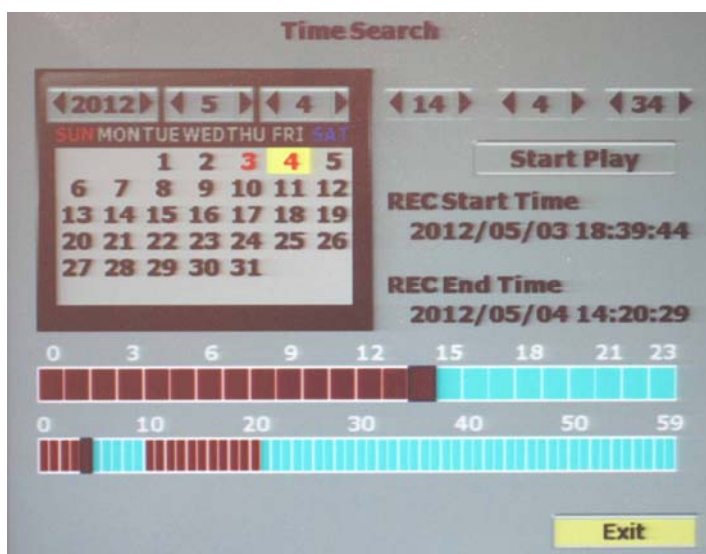 Time Search
2012 5 4 14 4 34
SUN MON TUE WED THU FRI SAT
1 2 3 4 5
6 7 8 9 10 11 12
13 14 15 16 17 18 19
20 21 22 23 24 25 26
27 28 29 30 31
Start Play
REC Start Time
2012/05/03 18:39:44
REC End Time
2012/05/04 14:20:29
0 3 6 9 12 15 18 21 23
0 10 20 30 40 50 59
Exit